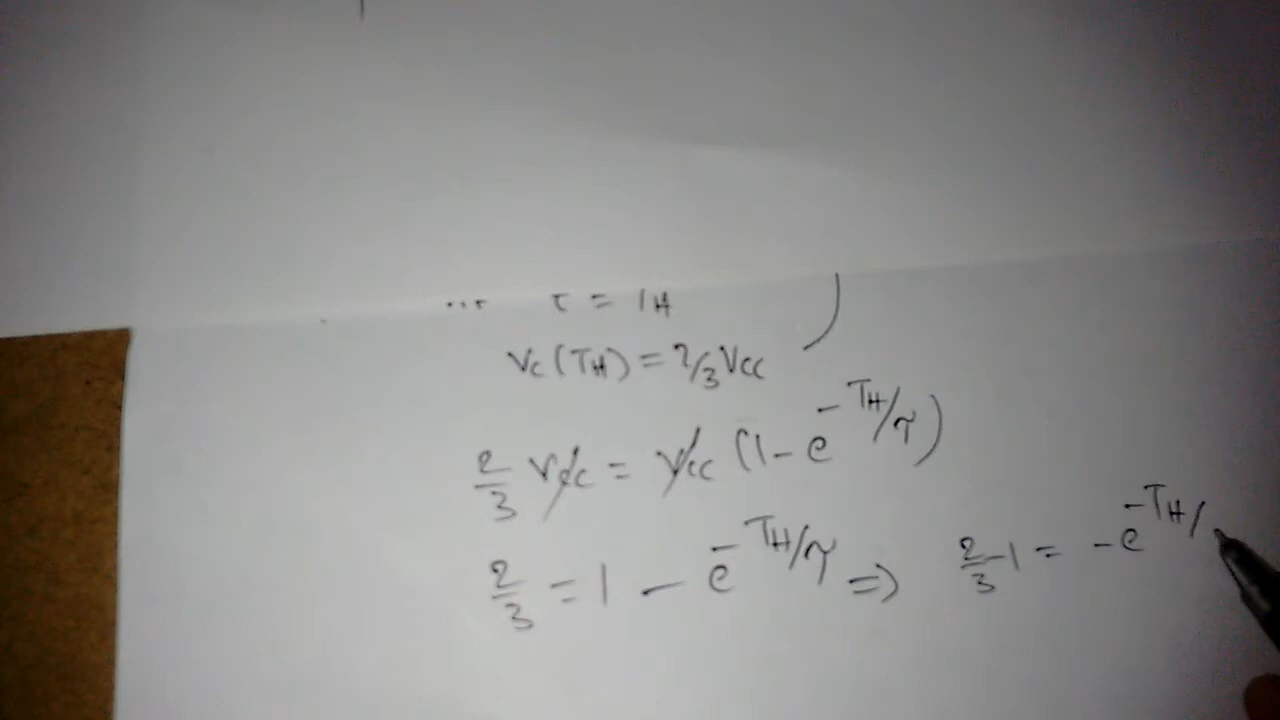 τ = TH
Vc(TH) = 2/3 Vcc
2/3 Vcc = Vcc (1 - e^-TH/τ)
2/3 = 1 - e^-TH/τ => 2/3 - 1 = - e^-TH/